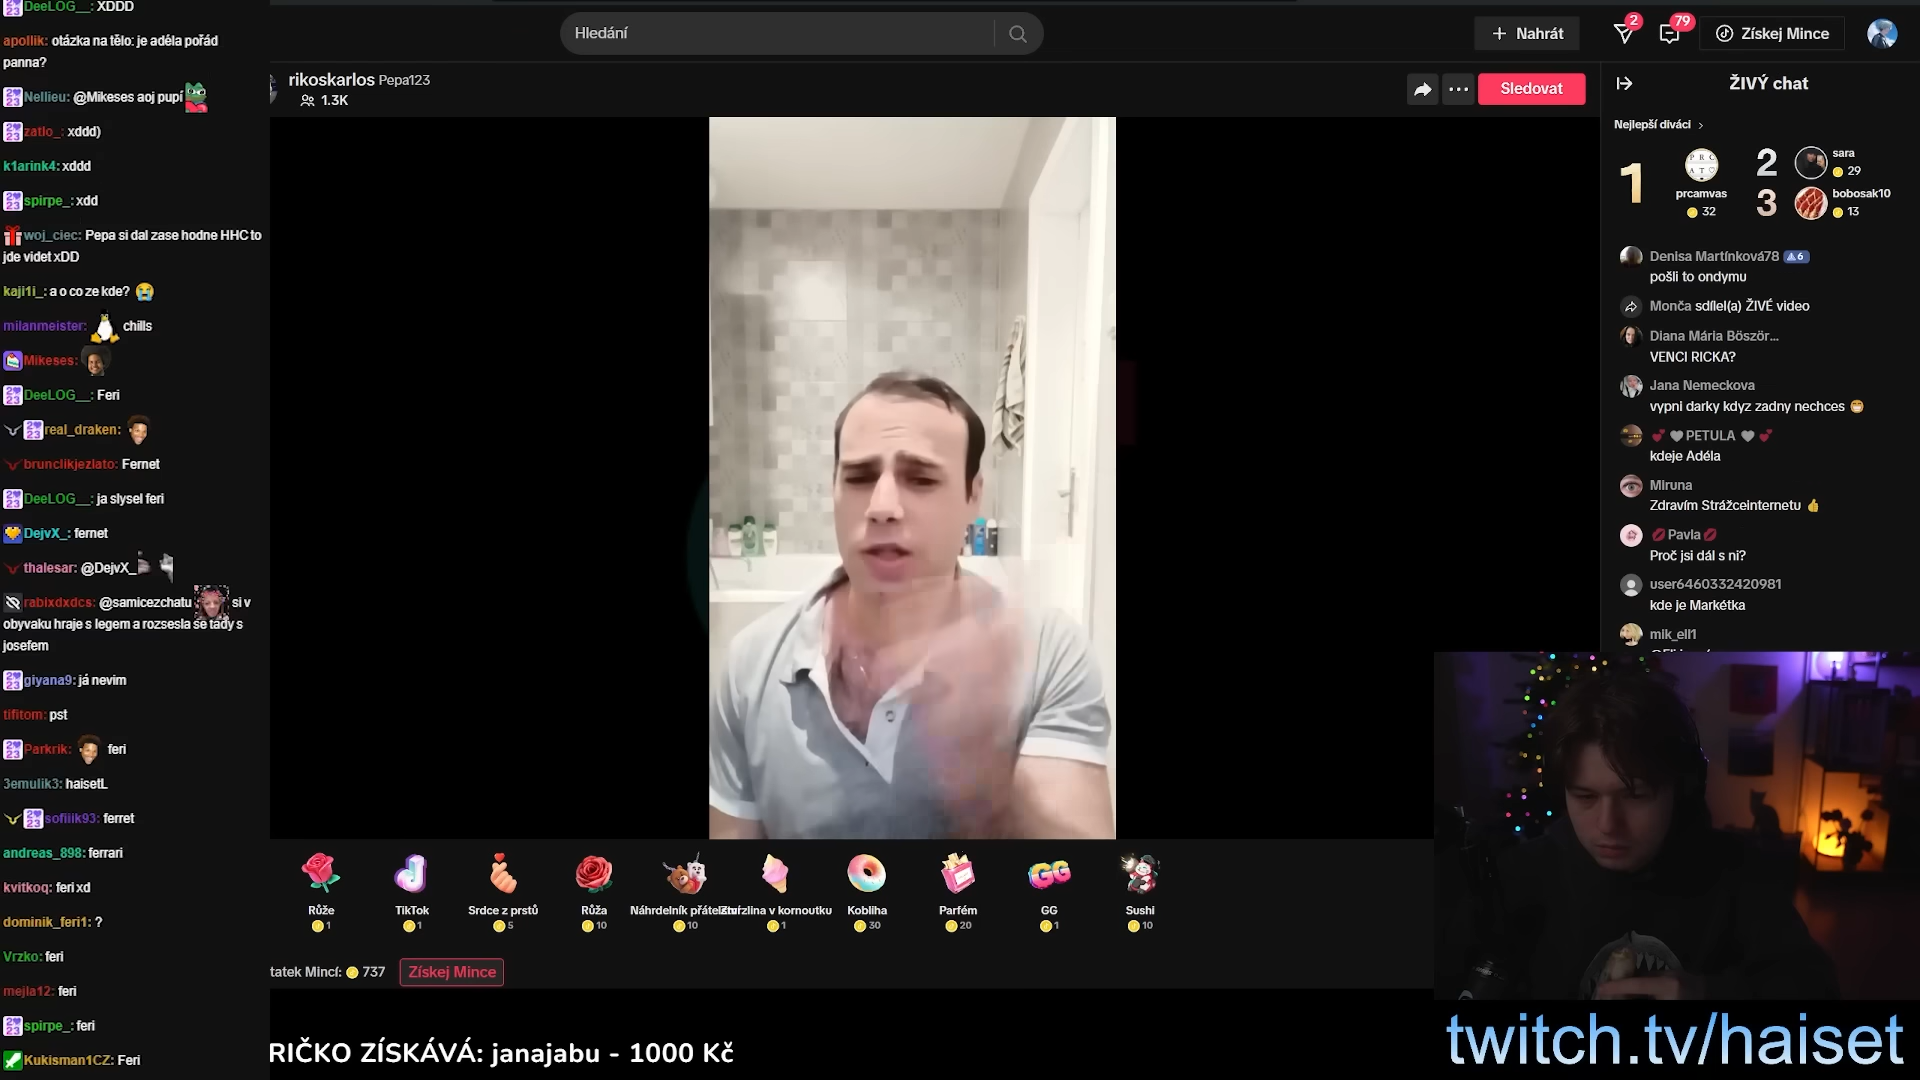 DeeLOG__: XDDD
apollik: otázka na tělo: je adéla pořád
panna?
Nellieu: @Mikeses aoj pupí
zatlo_: xddd)
k1arink4: xddd
spirpe_: xdd
woj_ciec: Pepa si dal zase hodne HHC to
jde videt xDD
kaji1i_: a o co ze kde?
milanmeister: chills
Mikeses:
DeeLOG__: Feri
real_draken:
brunclikjezlato: Fernet
DeeLOG__: ja slysel feri
DejvX_: fernet
thalesar: @DejvX_
rabixdxdcs: @samicezchatu si v
obyvaku hraje s legem a rozsesla se tady s
josefem
giyana9: já nevim
tifitom: pst
Parkrik: feri
3emulik3: haisetL
sofiiik93: ferret
andreas_898: ferrari
kvitkoq: feri xd
dominik_feri1: ?
Vrzko: feri
mejla12: feri
spirpe_: feri
Kukisman1CZ: Feri
Hledání
Nahrát
2
79
Získej Mince
rikoskarlos Pepa123
1.3K
Sledovat
ŽIVÝ chat
Nejlepší diváci
1
PRC
ATO
prcamvas
32
2
sara
29
3
bobosak10
13
Denisa Martínková78 6
pošli to ondymu
Monča sdílel(a) ŽIVÉ video
Diana Mária Böször...
VENCI RICKA?
Jana Nemeckova
vypni darky kdyz zadny nechces
PETULA
kdeje Adéla
Miruna
Zdravím Strážceinternetu
Pavla
Proč jsi dál s ni?
user6460332420981
kde je Markétka
mik_ell1
Růže
1
TikTok
1
Srdce z prstů
5
Růža
10
Náhrdelník přátelství
10
Zmrzlina v kornoutku
1
Kobliha
30
Parfém
20
GG
GG
1
Sushi
10
tatek Mincí: 737
Získej Mince
RIČKO ZÍSKÁVÁ: janajabu - 1000 Kč
twitch.tv/haiset